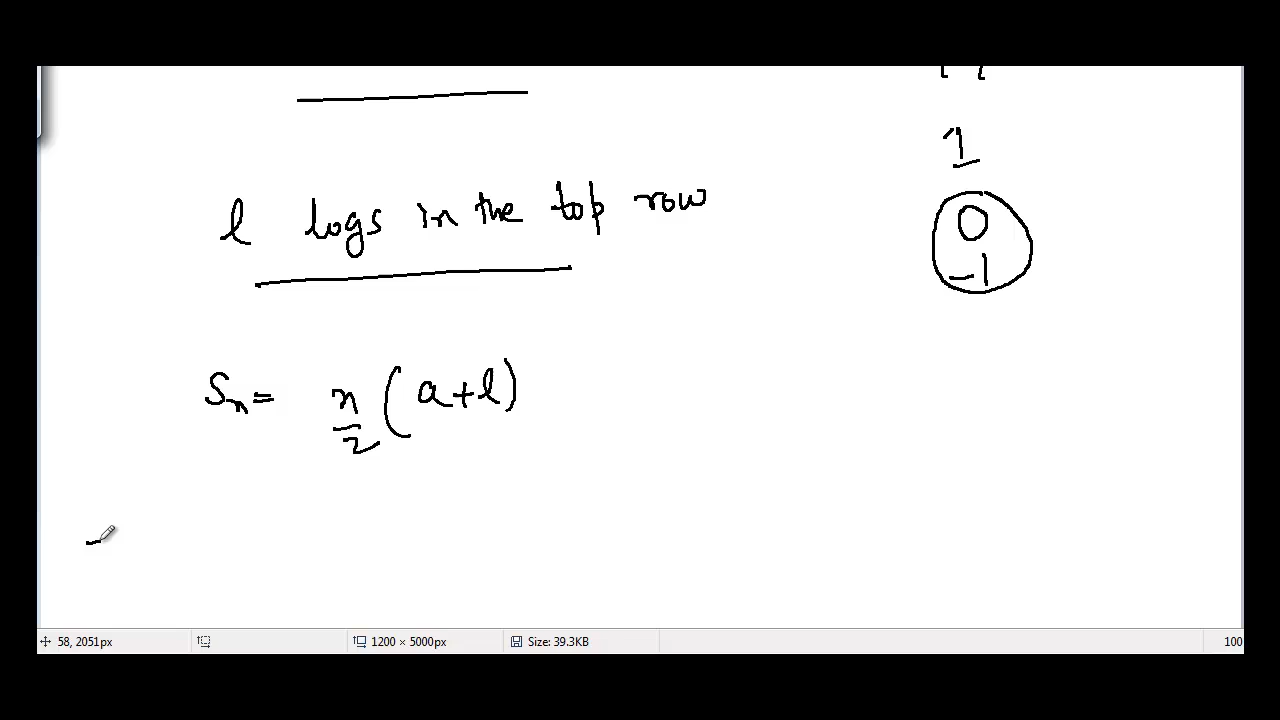 1
l logs in the top row
0
-1
Sn = n/2 (a+l)
58, 2051px 1200 × 5000px Size: 39.3KB 100